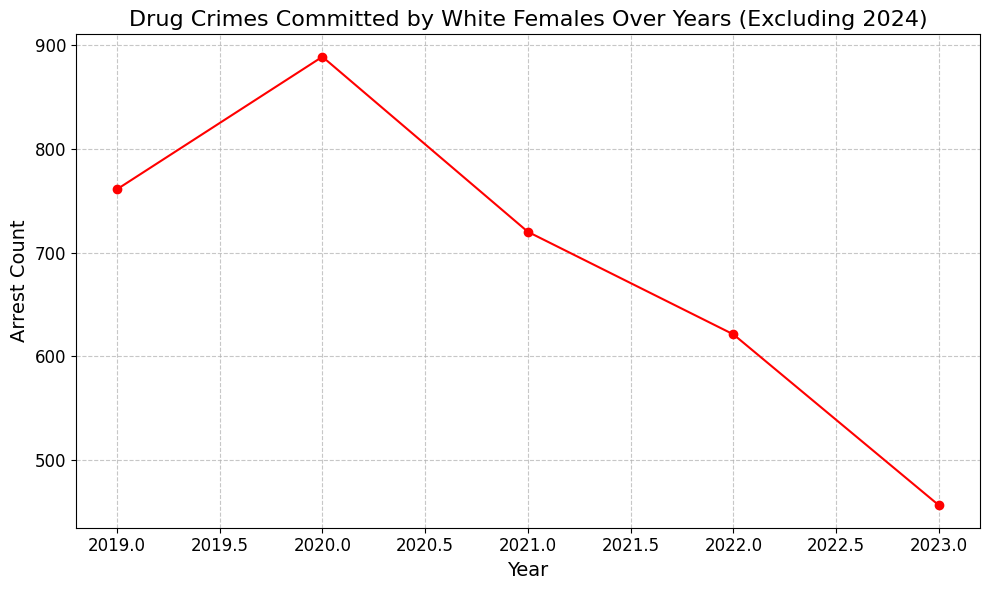 Drug Crimes Committed by White Females Over Years (Excluding 2024)
900
800
700
600
500
Arrest Count
2019.0 2019.5 2020.0 2020.5 2021.0 2021.5 2022.0 2022.5 2023.0
Year